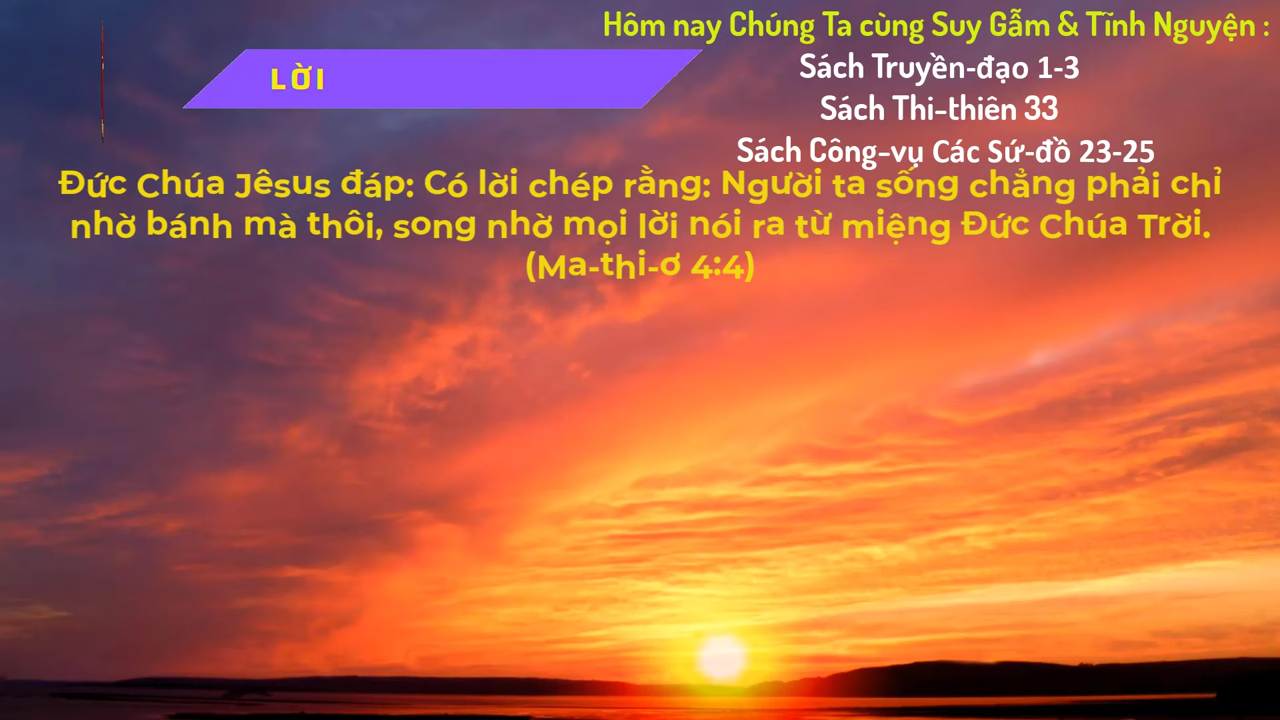 Hôm nay Chúng Ta cùng Suy Gẫm & Tĩnh Nguyện :
LỜI
Sách Truyền-đạo 1-3
Sách Thi-thiên 33
Sách Công-vụ Các Sứ-đồ 23-25
Đức Chúa Jêsus đáp: Có lời chép rằng: Người ta sống chẳng phải chỉ
nhờ bánh mà thôi, song nhờ mọi lời nói ra từ miệng Đức Chúa Trời.
(Ma-thi-ơ 4:4)